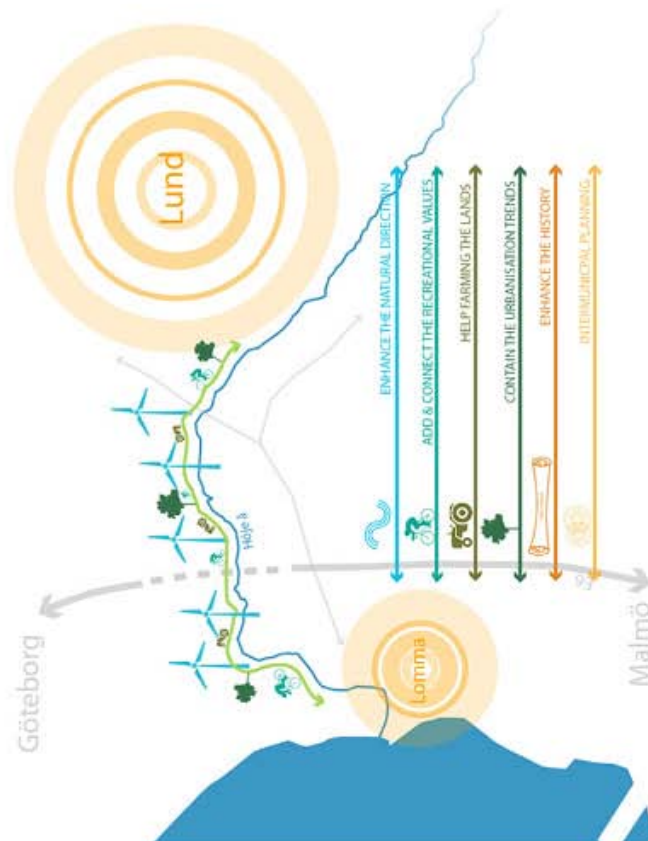 Lund
ENHANCE THE NATURAL DIRECTION
ADD & CONNECT THE RECREATIONAL VALUES
HELP FARMING THE LANDS
CONTAIN THE URBANISATION TRENDS
ENHANCE THE HISTORY
INTERMUNICPAL PLANNING
Höje å
Göteborg
Lomma
Malmö